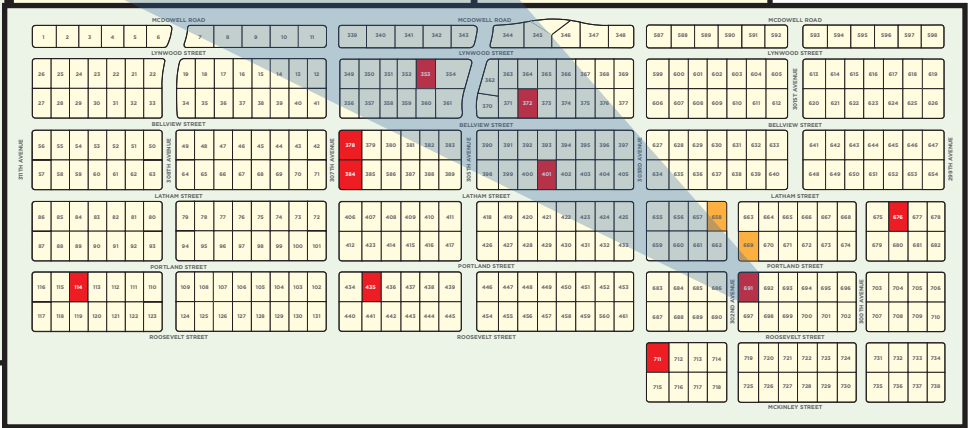 MCDOWELL ROAD MCDOWELL ROAD MCDOWELL ROAD
1 2 3 4 5 6 7 8 9 10 11 338 340 341 342 343 344 345 346 347 348 587 588 589 590 591 592 593 594 595 596 597 598
LYNWOOD STREET LYNWOOD STREET LYNWOOD STREET
26 25 24 23 22 21 22 19 18 17 16 15 14 13 12 349 350 351 352 353 354 362 363 364 365 366 367 368 369 599 600 601 602 603 604 605 613 614 615 616 617 618 619
27 28 29 30 31 32 33 34 35 36 37 38 39 40 41 356 357 358 359 360 361 370 371 372 373 374 375 376 377 606 607 608 609 610 611 612 620 621 622 623 624 625 626
301ST AVENUE
BELLVIEW STREET BELLVIEW STREET BELLVIEW STREET
56 55 54 53 52 51 50 49 48 47 46 45 44 43 42 378 379 380 381 382 383 390 391 392 393 394 395 396 397 627 628 629 630 631 632 633 641 642 643 644 645 646 647
57 58 59 60 61 62 63 64 65 66 67 68 69 70 71 384 385 386 387 388 389 398 399 400 401 402 403 404 405 634 635 636 637 638 639 640 648 649 650 651 652 653 654
311TH AVENUE 308TH AVENUE 307TH AVENUE 305TH AVENUE 303RD AVENUE 299TH AVENUE
LATHAM STREET LATHAM STREET LATHAM STREET
86 85 84 83 82 81 80 79 78 77 76 75 74 73 72 406 407 408 409 410 411 418 419 420 421 422 423 424 425 655 656 657 658 663 664 665 666 667 668 675 676 677 678
87 88 89 90 91 92 93 94 95 96 97 98 99 100 101 412 423 414 415 416 417 426 427 428 429 430 431 432 433 659 660 661 662 669 670 671 672 673 674 679 680 681 682
PORTLAND STREET PORTLAND STREET PORTLAND STREET
116 115 114 113 112 111 110 109 108 107 106 105 104 103 102 434 435 436 437 438 439 446 447 448 449 450 451 452 453 683 684 685 686 691 692 693 694 695 696 703 704 705 706
117 118 119 120 121 122 123 124 125 126 127 128 129 130 131 440 441 442 443 444 445 454 455 456 457 458 459 560 461 687 688 689 690 697 698 699 700 701 702 707 708 709 710
302ND AVENUE 300TH AVENUE
ROOSEVELT STREET ROOSEVELT STREET ROOSEVELT STREET
711 712 713 714 719 720 721 722 723 724 731 732 733 734
715 716 717 718 725 726 727 728 729 730 735 736 737 738
MCKINLEY STREET